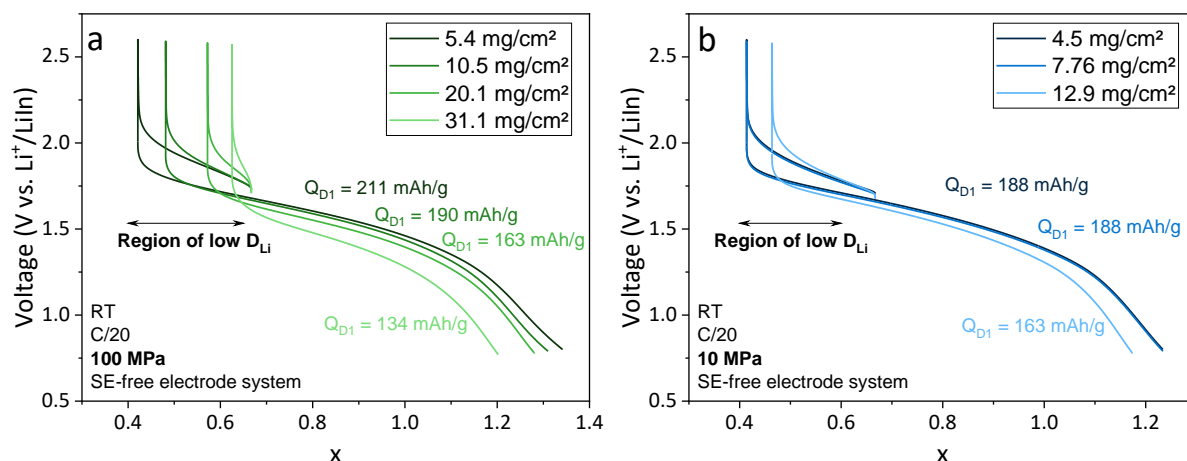 a
5.4 mg/cm²
10.5 mg/cm²
20.1 mg/cm²
31.1 mg/cm²
Q_D1 = 211 mAh/g
Q_D1 = 190 mAh/g
Q_D1 = 163 mAh/g
Q_D1 = 134 mAh/g
Region of low D_Li
RT
C/20
100 MPa
SE-free electrode system
Voltage (V vs. Li⁺/LiIn)
2.5
2.0
1.5
1.0
0.5
0.4
0.6
0.8
1.0
1.2
1.4
x
b
4.5 mg/cm²
7.76 mg/cm²
12.9 mg/cm²
Q_D1 = 188 mAh/g
Q_D1 = 188 mAh/g
Q_D1 = 163 mAh/g
Region of low D_Li
RT
C/20
10 MPa
SE-free electrode system
Voltage (V vs. Li⁺/LiIn)
2.5
2.0
1.5
1.0
0.5
0.4
0.6
0.8
1.0
1.2
x